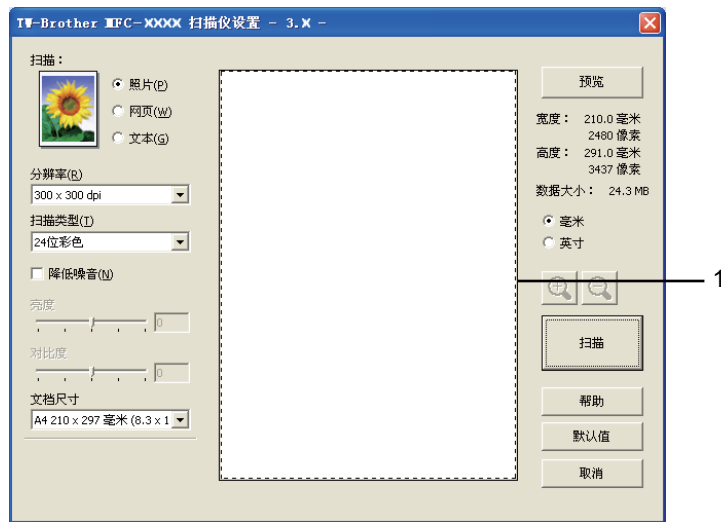 TW-Brother MFC-XXXX 扫描仪设置 - 3.X -
扫描：
照片(P)
网页(W)
文本(G)
分辨率(R)
300 x 300 dpi
扫描类型(T)
24位彩色
降低噪音(N)
亮度
0
对比度
0
文档尺寸
A4 210 x 297 毫米 (8.3 x 1
预览
宽度： 210.0 毫米
2480 像素
高度： 291.0 毫米
3437 像素
数据大小： 24.3 MB
毫米
英寸
扫描
帮助
默认值
取消
1